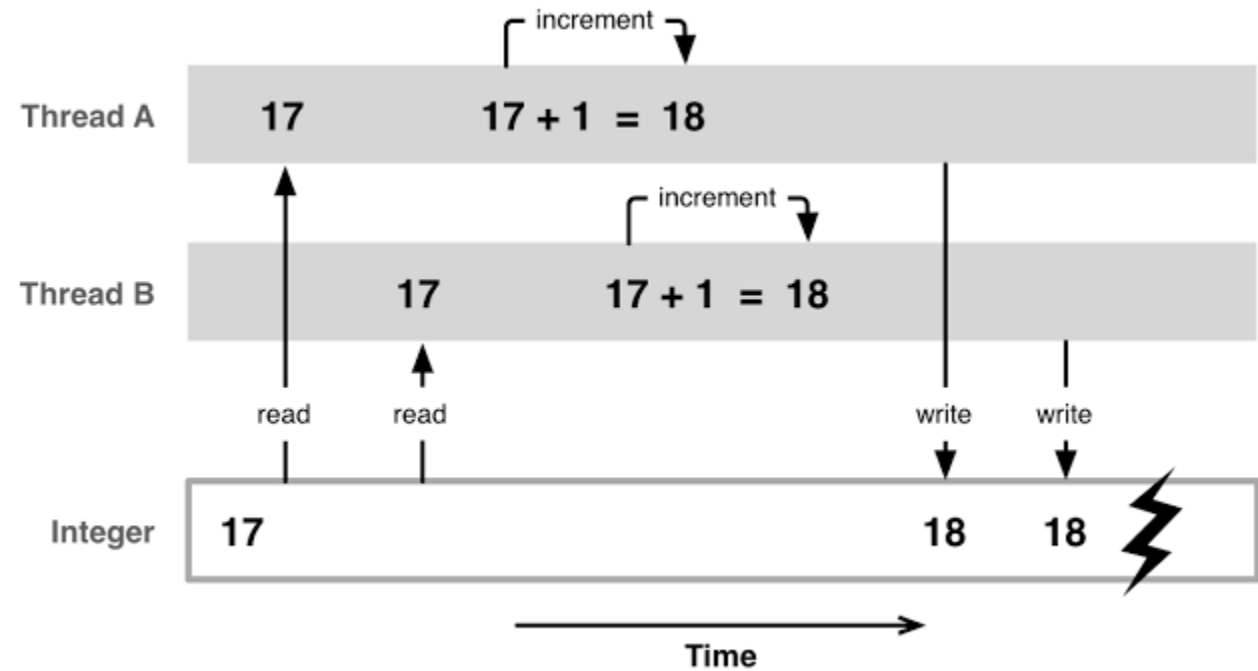 increment
Thread A 17 17 + 1 = 18
increment
Thread B 17 17 + 1 = 18
read read write write
Integer 17 18 18
Time